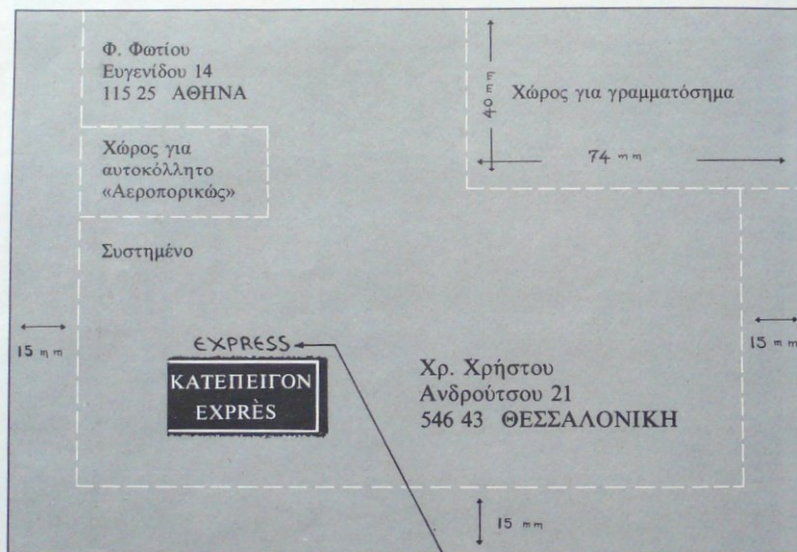 Φ. Φωτίου
Ευγενίδου 14
115 25 ΑΘΗΝΑ
Χώρος για
αυτοκόλλητο
«Αεροπορικώς»
Συστημένο
40 mm
Χώρος για γραμματόσημα
74 mm
15 mm
EXPRESS
ΚΑΤΕΠΕΙΓΟΝ
EXPRÈS
Χρ. Χρήστου
Ανδρούτσου 21
546 43 ΘΕΣΣΑΛΟΝΙΚΗ
15 mm
15 mm